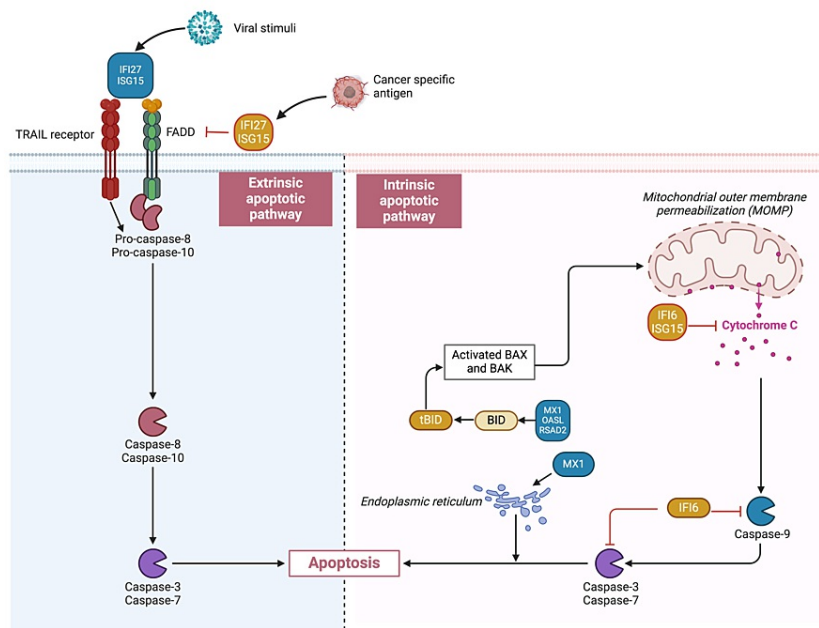 Viral stimuli
IFI27
ISG15
Cancer specific
antigen
TRAIL receptor
FADD
IFI27
ISG15
Extrinsic
apoptotic
pathway
Intrinsic
apoptotic
pathway
Mitochondrial outer membrane
permeabilization (MOMP)
Pro-caspase-8
Pro-caspase-10
IFI6
ISG15
Cytochrome C
Activated BAX
and BAK
tBID
BID
MX1
OASL
RSAD2
Caspase-8
Caspase-10
MX1
Endoplasmic reticulum
IFI6
Caspase-9
Apoptosis
Caspase-3
Caspase-7
Caspase-3
Caspase-7